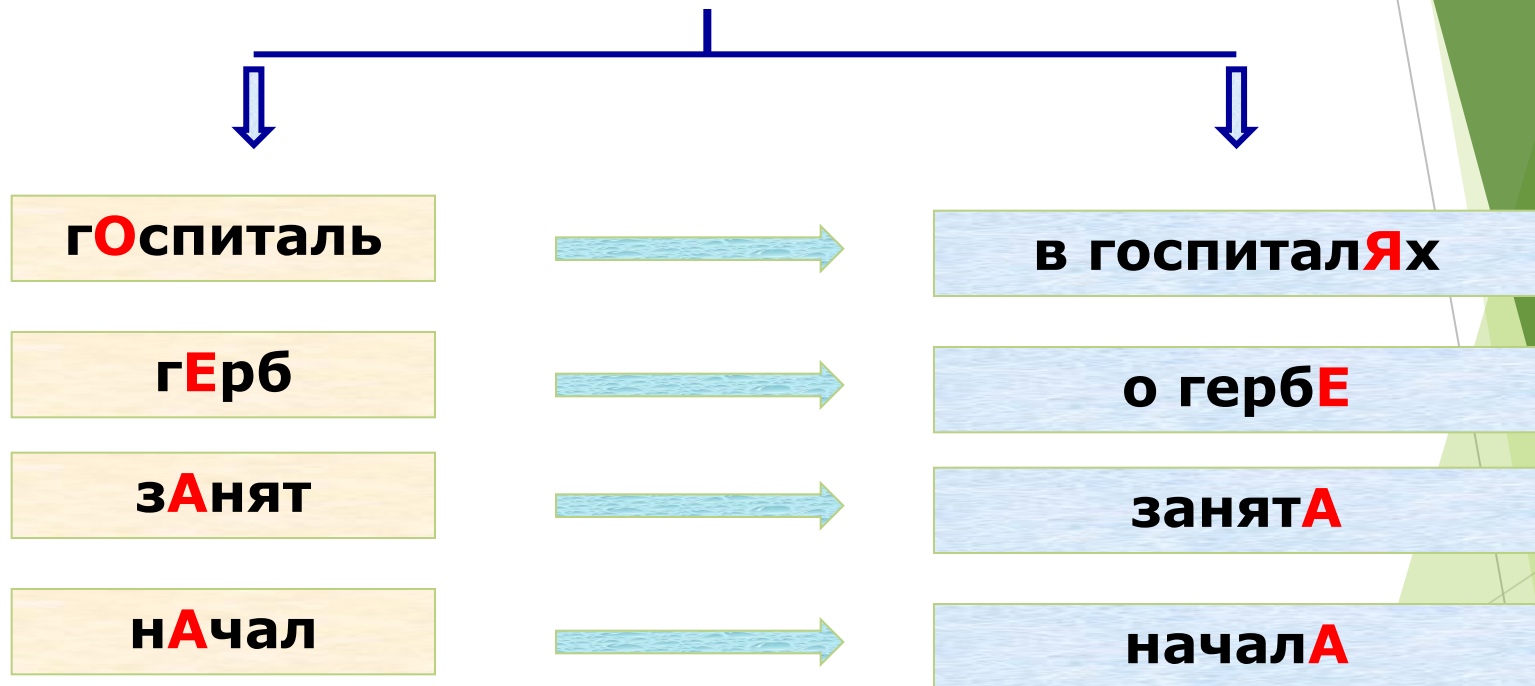 гОспиталь
в госпиталЯх
гЕрб
о гербЕ
зАнят
занятА
нАчал
началА